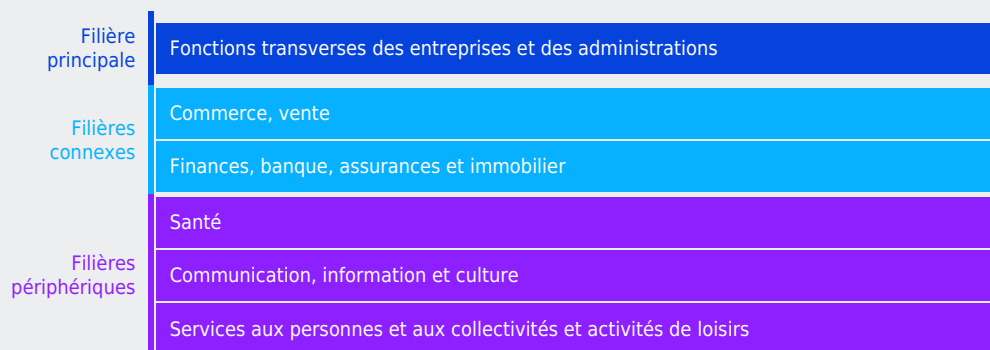 Filière
principale
Fonctions transverses des entreprises et des administrations
Filières
connexes
Commerce, vente
Finances, banque, assurances et immobilier
Filières
périphériques
Santé
Communication, information et culture
Services aux personnes et aux collectivités et activités de loisirs